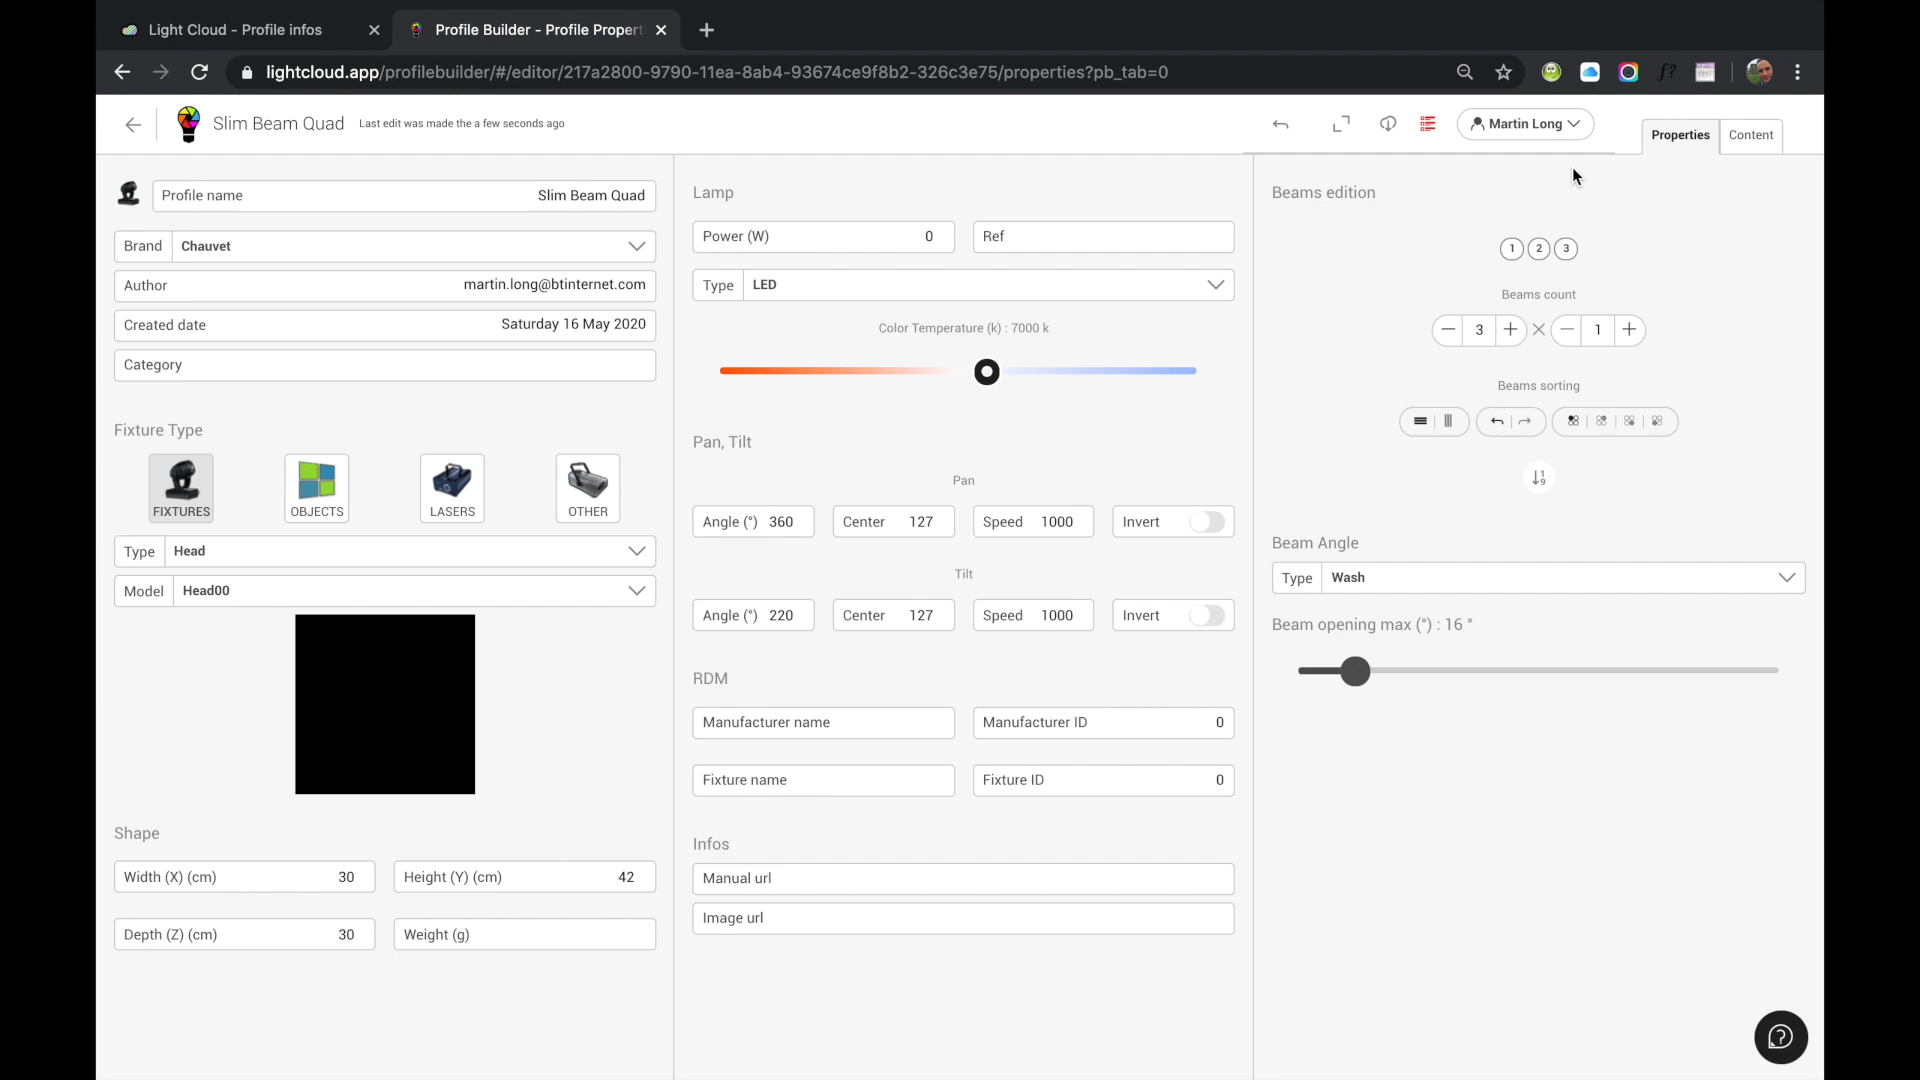 Light Cloud - Profile infos
Profile Builder - Profile Propert
lightcloud.app/profilebuilder/#/editor/217a2800-9790-11ea-8ab4-93674ce9f8b2-326c3e75/properties?pb_tab=0
f?
Slim Beam Quad
Last edit was made the a few seconds ago
Martin Long
Properties
Content
Profile name Slim Beam Quad
Brand Chauvet
Author martin.long@btinternet.com
Created date Saturday 16 May 2020
Category
Fixture Type
FIXTURES
OBJECTS
LASERS
OTHER
Type Head
Model Head00
Shape
Width (X) (cm) 30
Height (Y) (cm) 42
Depth (Z) (cm) 30
Weight (g)
Lamp
Power (W) 0
Ref
Type LED
Color Temperature (k) : 7000 k
Pan, Tilt
Pan
Angle (°) 360
Center 127
Speed 1000
Invert
Tilt
Angle (°) 220
Center 127
Speed 1000
Invert
RDM
Manufacturer name
Manufacturer ID 0
Fixture name
Fixture ID 0
Infos
Manual url
Image url
Beams edition
1 2 3
Beams count
3 1
Beams sorting
1
9
Beam Angle
Type Wash
Beam opening max (°) : 16 °